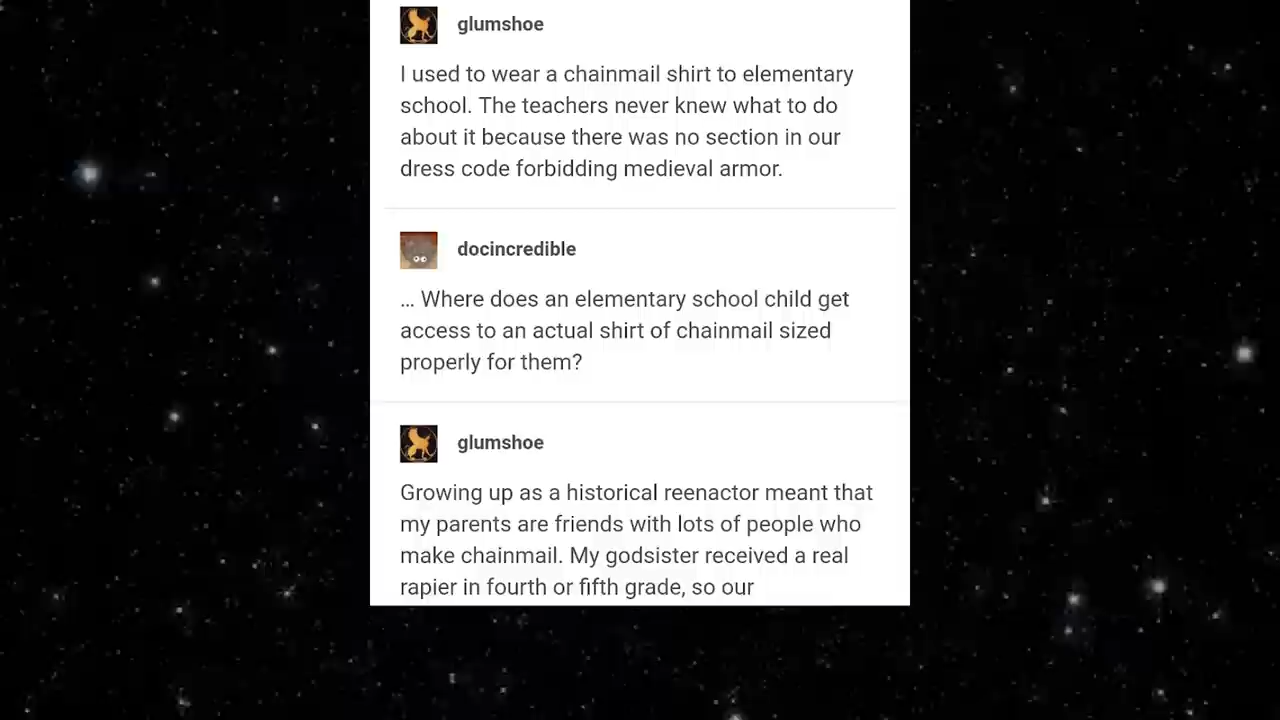 glumshoe
I used to wear a chainmail shirt to elementary
school. The teachers never knew what to do
about it because there was no section in our
dress code forbidding medieval armor.
docincredible
... Where does an elementary school child get
access to an actual shirt of chainmail sized
properly for them?
glumshoe
Growing up as a historical reenactor meant that
my parents are friends with lots of people who
make chainmail. My godsister received a real
rapier in fourth or fifth grade, so our